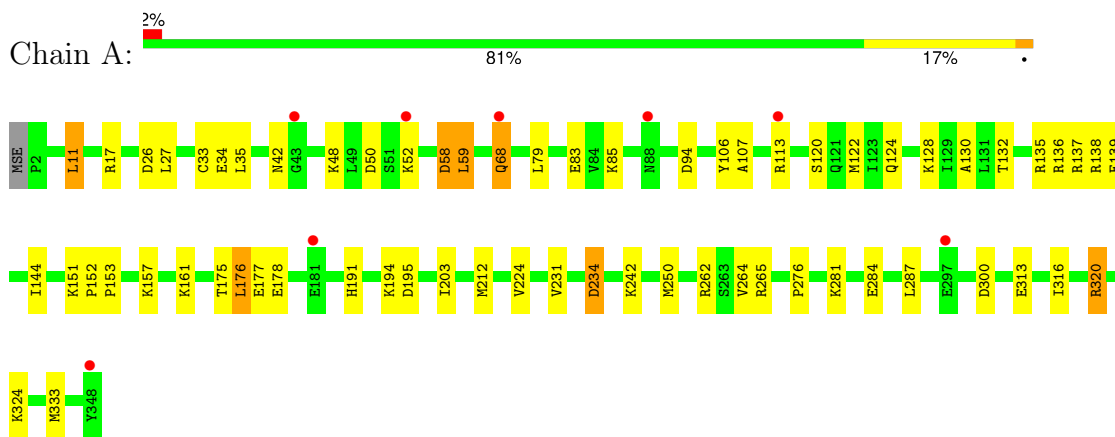 2%
Chain A:
81% 17% •
MSE P2 L11 R17 D26 L27 C33 E34 L35 N42 G43 K48 L49 D50 S51 K52 D58 L59 Q68 L79 E83 V84 K85 N88 D94 Y106 A107 R113 S120 Q121 M122 I123 Q124 K128 I129 A130 L131 T132 R135 R136 R137 R138
I144 K151 P152 P153 K157 K161 T175 L176 E177 E178 E181 H191 K194 D195 I203 M212 V224 V231 D234 K242 M250 R262 S263 V264 R265 P276 K281 E284 L287 E297 D300 E313 I316 R320
K324 M333 Y348